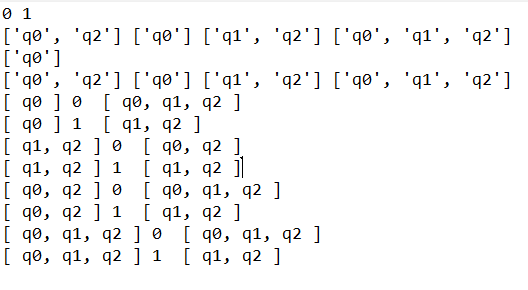 0 1
['q0', 'q2'] ['q0'] ['q1', 'q2'] ['q0', 'q1', 'q2']
['q0']
['q0', 'q2'] ['q0'] ['q1', 'q2'] ['q0', 'q1', 'q2']
[ q0 ] 0  [ q0, q1, q2 ]
[ q0 ] 1  [ q1, q2 ]
[ q1, q2 ] 0  [ q0, q2 ]
[ q1, q2 ] 1  [ q1, q2 ]
[ q0, q2 ] 0  [ q0, q1, q2 ]
[ q0, q2 ] 1  [ q1, q2 ]
[ q0, q1, q2 ] 0  [ q0, q1, q2 ]
[ q0, q1, q2 ] 1  [ q1, q2 ]